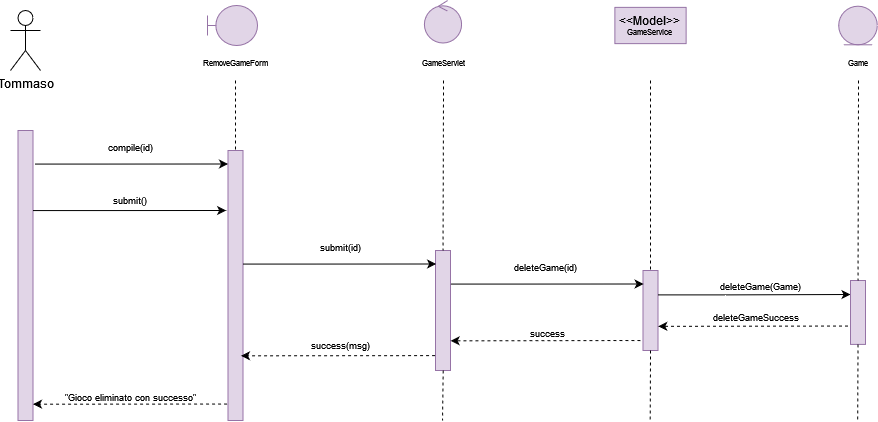 <<Model>>
GameService
RemoveGameForm
GameServlet
Game
Tommaso
compile(id)
submit()
submit(id)
deleteGame(id)
deleteGame(Game)
deleteGameSuccess
success
success(msg)
"Gioco eliminato con successo"